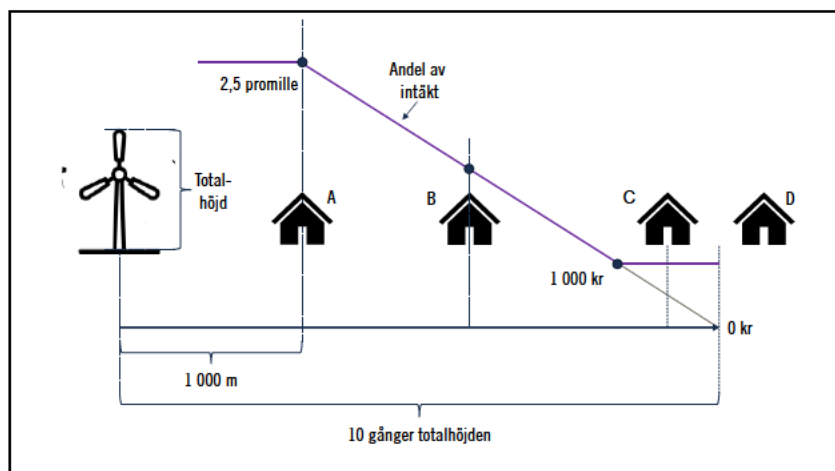 2,5 promille
Andel av
intäkt
Total-
höjd
A
B
C
D
1 000 kr
0 kr
1 000 m
10 gånger totalhöjden